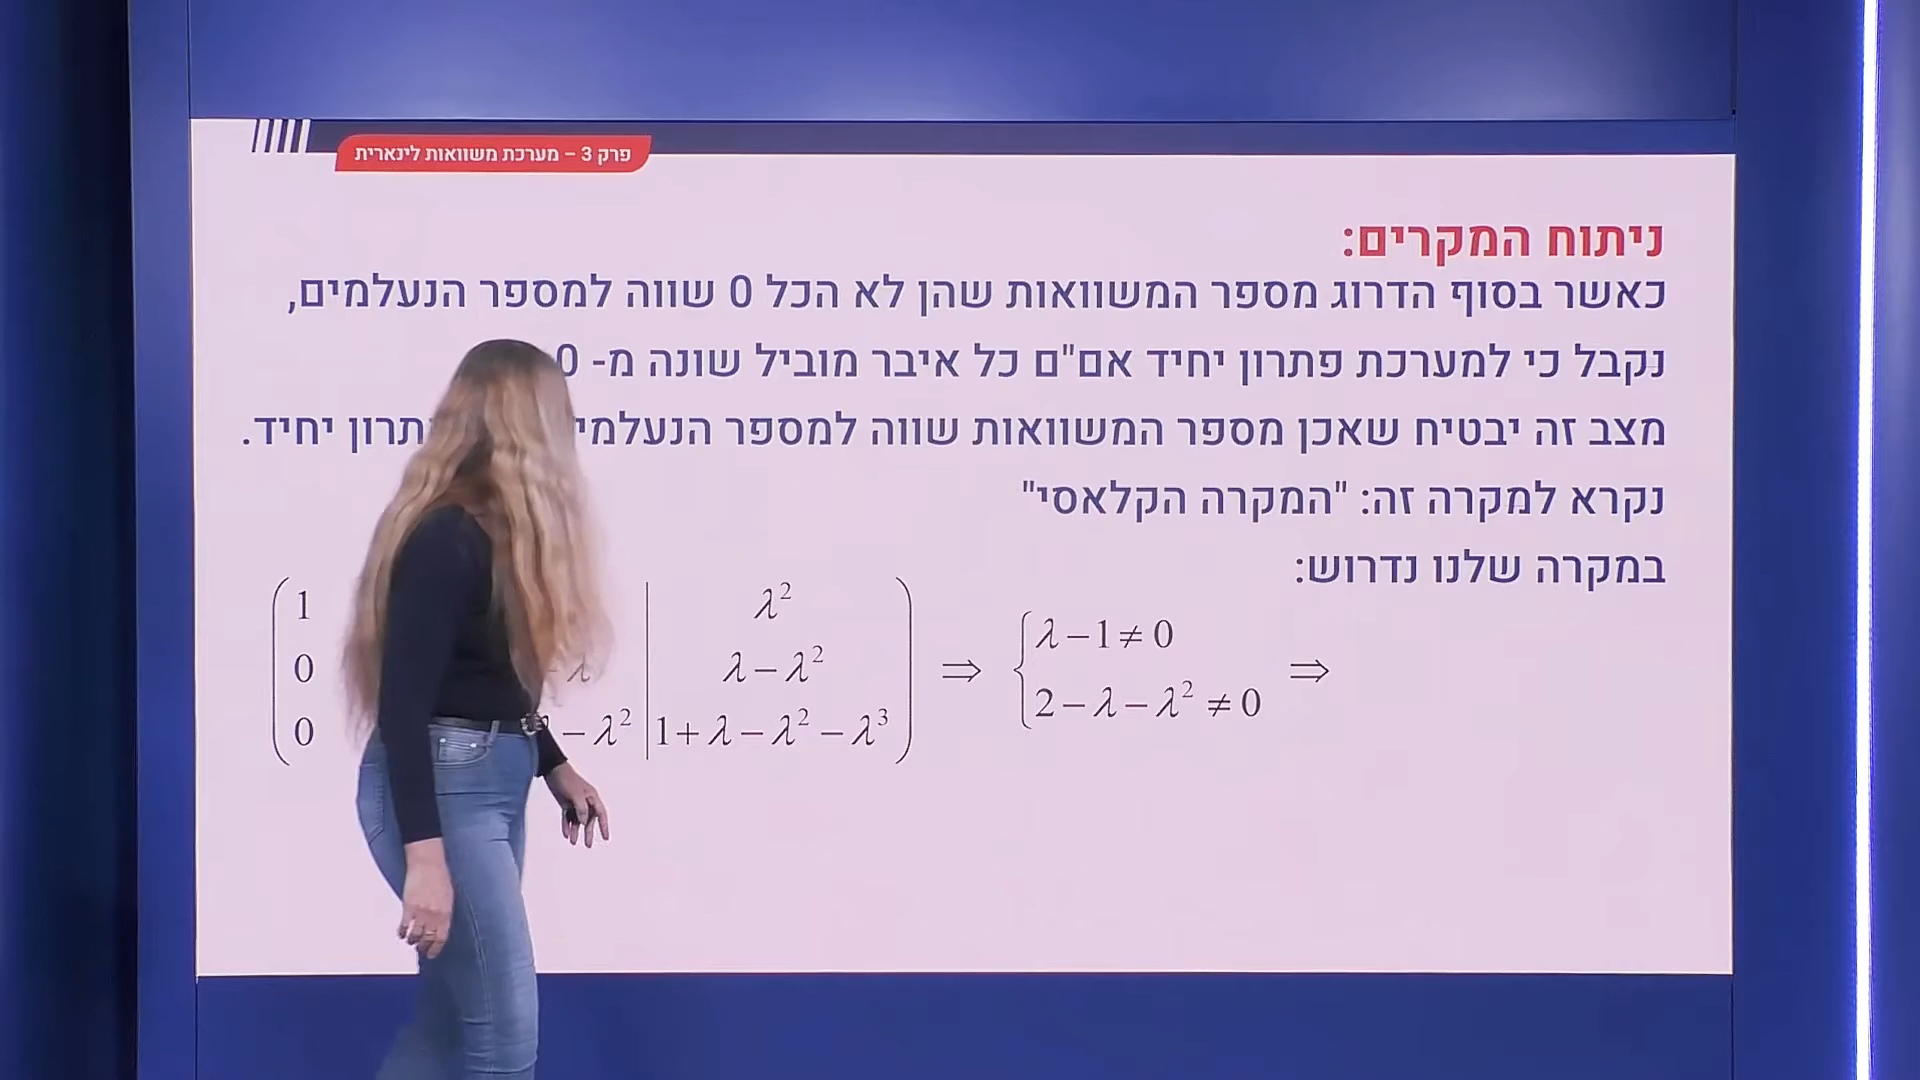 פרק 3 – מערכת משוואות לינארית
ניתוח המקרים:
כאשר בסוף הדרוג מספר המשוואות שהן לא הכל 0 שווה למספר הנעלמים,
נקבל כי למערכת פתרון יחיד אם"ם כל איבר מוביל שונה מ- 0
מצב זה יבטיח שאכן מספר המשוואות שווה למספר יחיד.
נקרא למקרה זה: "המקרה הקלאסי"
במקרה שלנו נדרוש:
1 λ²
0 -λ λ-λ² ⇒ λ-1≠0 ⇒
0 -λ² 1+λ-λ²-λ³ 2-λ-λ²≠0